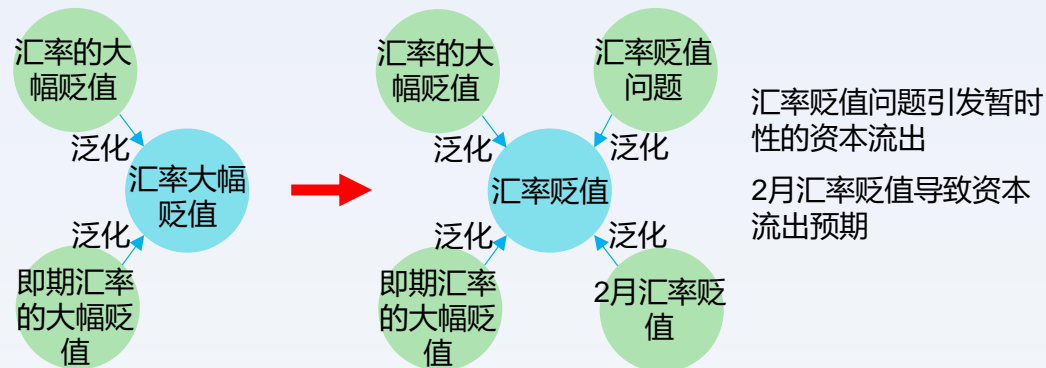 汇率的大
幅贬值
泛化
汇率大幅
贬值
泛化
即期汇率
的大幅贬
值
汇率的大
幅贬值
汇率贬值
问题
泛化
泛化
汇率贬值
泛化
泛化
即期汇率
的大幅贬
值
2月汇率贬
值
汇率贬值问题引发暂时
性的资本流出
2月汇率贬值导致资本
流出预期